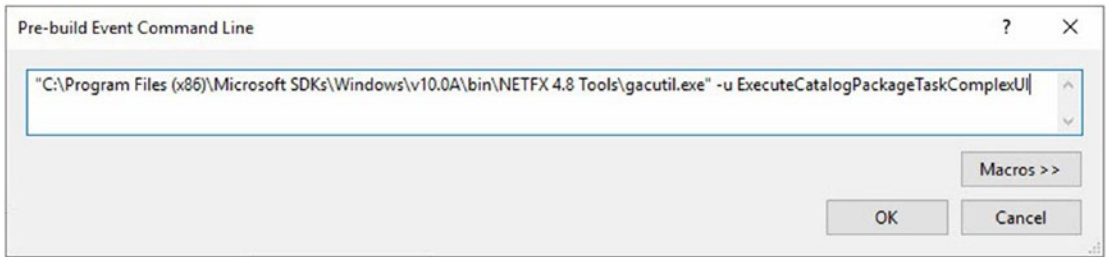 Pre-build Event Command Line
? ×
"C:\Program Files (x86)\Microsoft SDKs\Windows\v10.0A\bin\NETFX 4.8 Tools\gacutil.exe" -u ExecuteCatalogPackageTaskComplexUI
Macros >>
OK Cancel